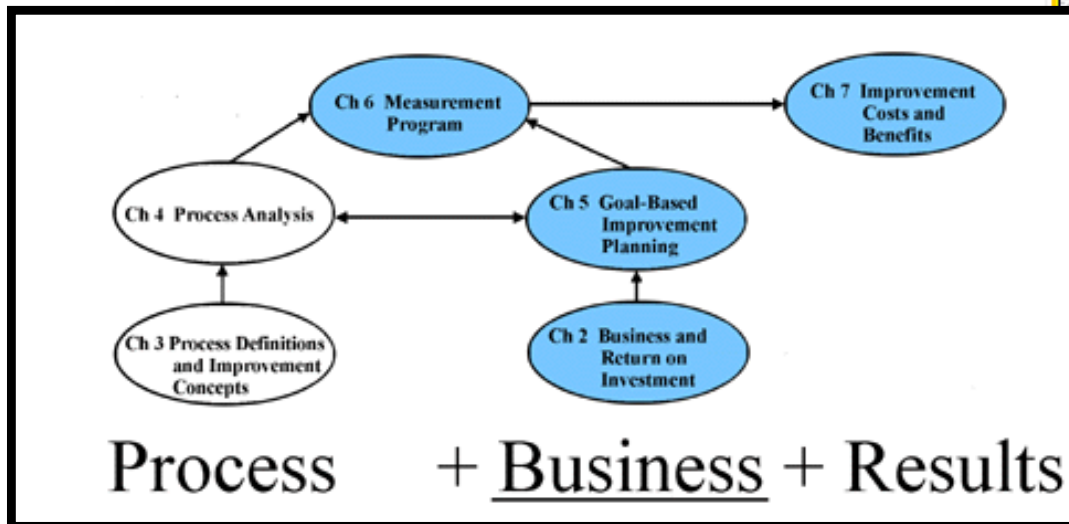 Ch 6 Measurement
Program
Ch 7 Improvement
Costs and
Benefits
Ch 4 Process Analysis
Ch 5 Goal-Based
Improvement
Planning
Ch 3 Process Definitions
and Improvement
Concepts
Ch 2 Business and
Return on
Investment
Process + Business + Results